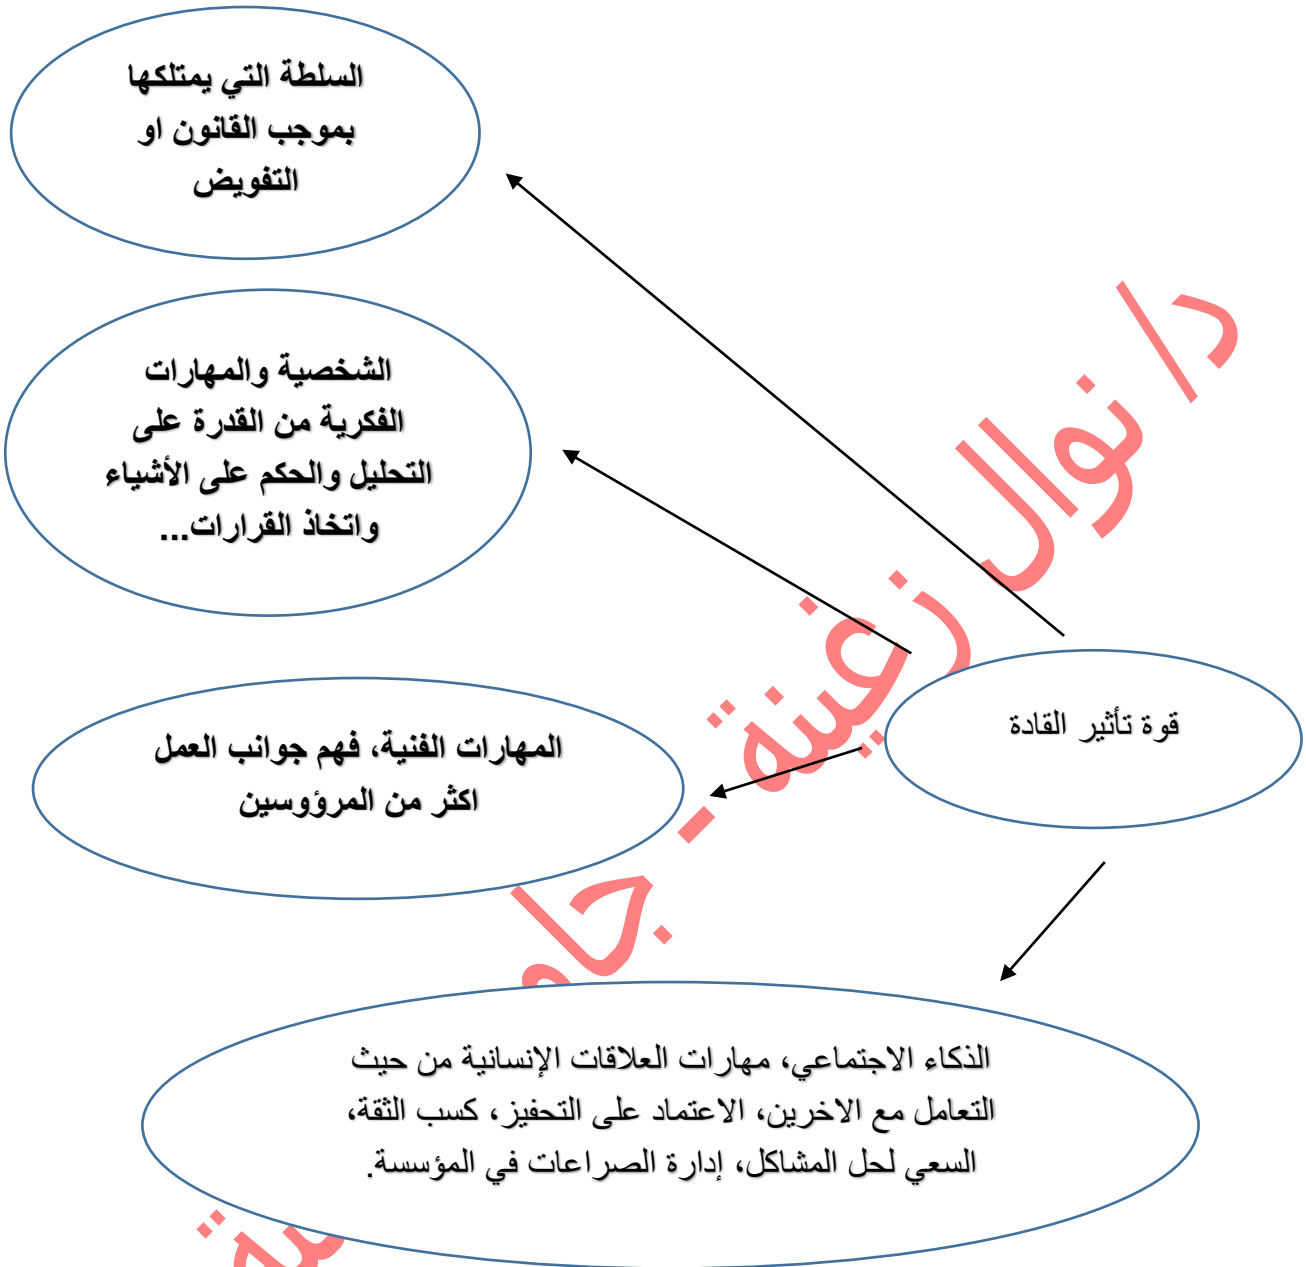 السلطة التي يمتلكها
بموجب القانون او
التفويض
الشخصية والمهارات
الفكرية من القدرة على
التحليل والحكم على الأشياء
واتخاذ القرارات...
قوة تأثير القادة
المهارات الفنية، فهم جوانب العمل
اكثر من المرؤوسين
الذكاء الاجتماعي، مهارات العلاقات الإنسانية من حيث
التعامل مع الاخرين، الاعتماد على التحفيز، كسب الثقة،
السعي لحل المشاكل، إدارة الصراعات في المؤسسة.
د/ نوال زغينة -